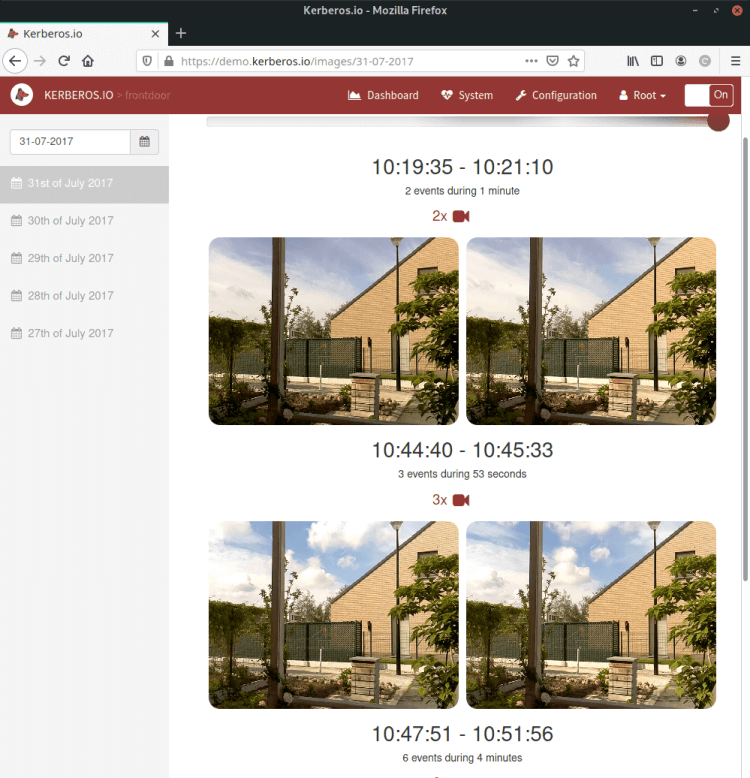 Kerberos.io - Mozilla Firefox
Kerberos.io
https://demo.kerberos.io/images/31-07-2017
KERBEROS.IO > frontdoor
Dashboard
System
Configuration
Root
On
31-07-2017
31st of July 2017
30th of July 2017
29th of July 2017
28th of July 2017
27th of July 2017
10:19:35 - 10:21:10
2 events during 1 minute
2x
10:44:40 - 10:45:33
3 events during 53 seconds
3x
10:47:51 - 10:51:56
6 events during 4 minutes